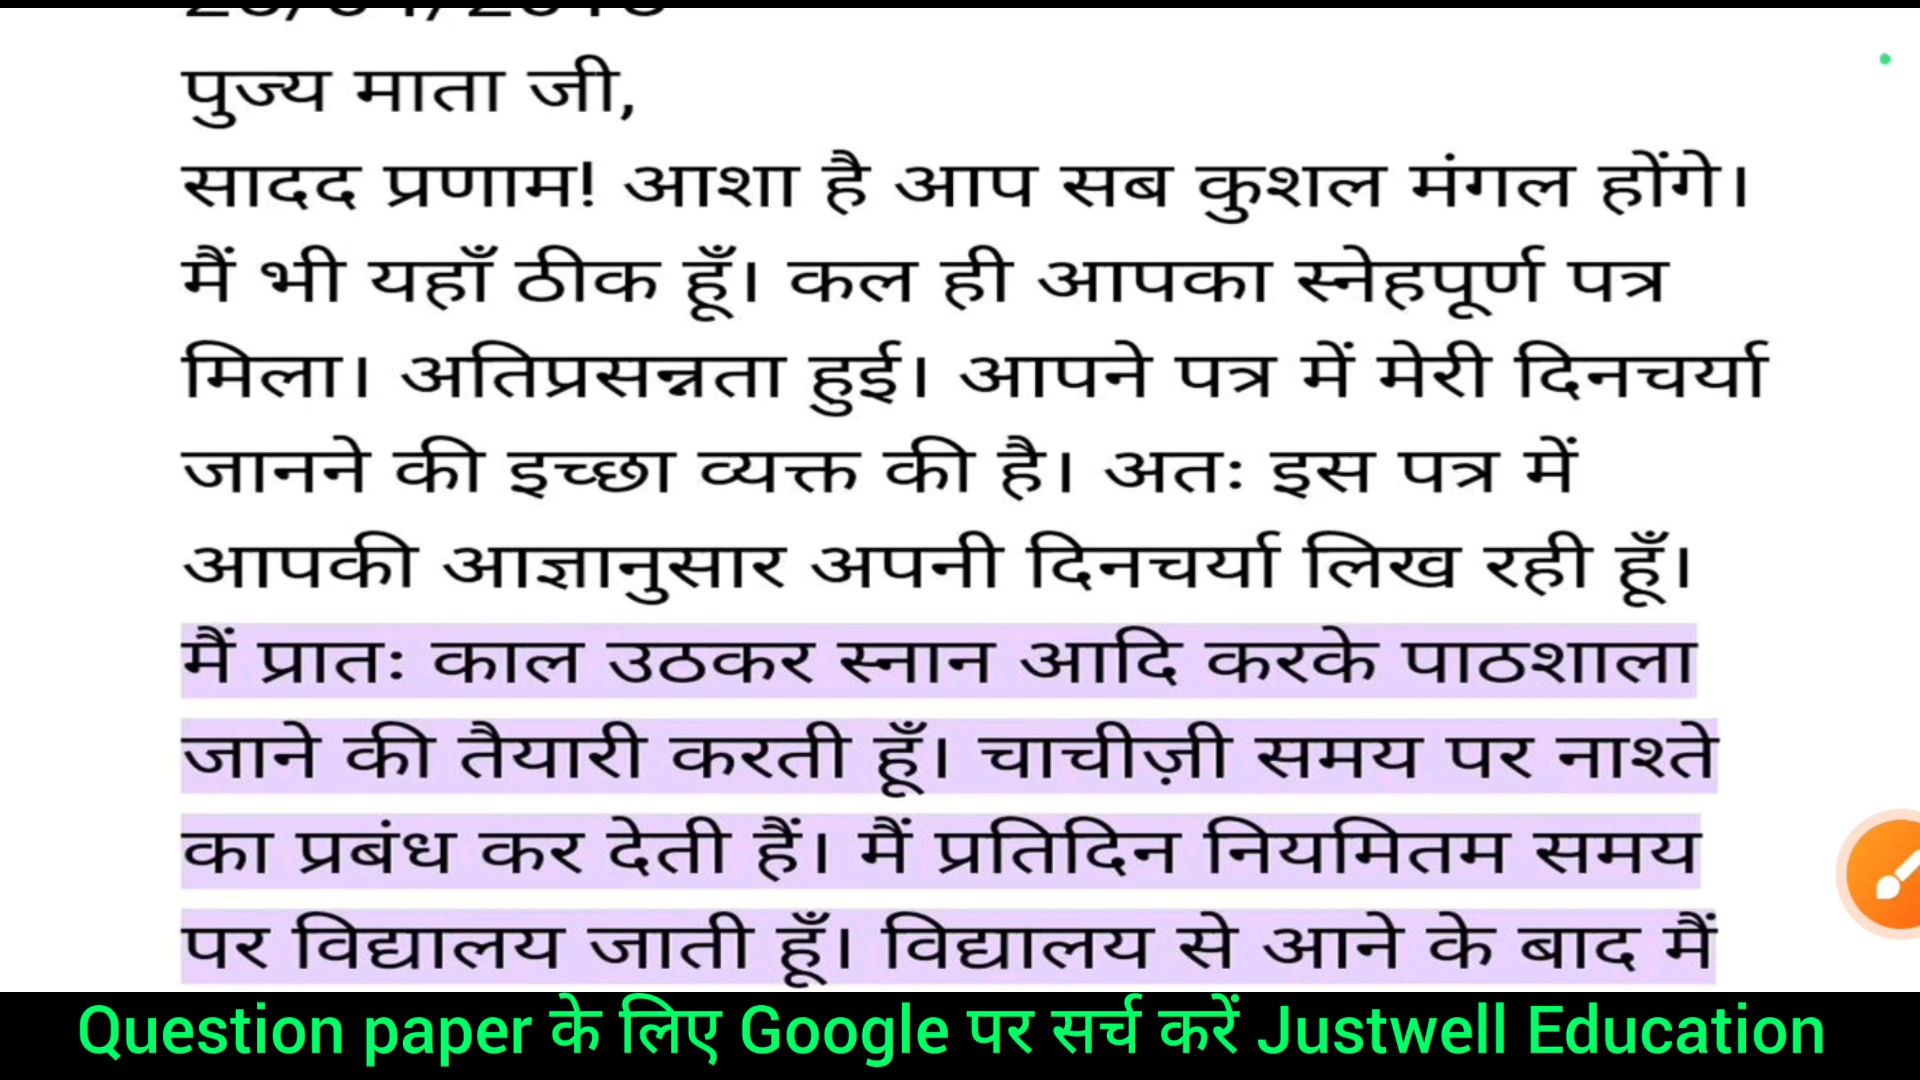 पुज्य माता जी,
सादद प्रणाम! आशा है आप सब कुशल मंगल होंगे।
मैं भी यहाँ ठीक हूँ। कल ही आपका स्नेहपूर्ण पत्र
मिला। अतिप्रसन्नता हुई। आपने पत्र में मेरी दिनचर्या
जानने की इच्छा व्यक्त की है। अतः इस पत्र में
आपकी आज्ञानुसार अपनी दिनचर्या लिख रही हूँ।
मैं प्रातः काल उठकर स्नान आदि करके पाठशाला
जाने की तैयारी करती हूँ। चाचीज़ी समय पर नाश्ते
का प्रबंध कर देती हैं। मैं प्रतिदिन नियमितम समय
पर विद्यालय जाती हूँ। विद्यालय से आने के बाद मैं
Question paper के लिए Google पर सर्च करें Justwell Education